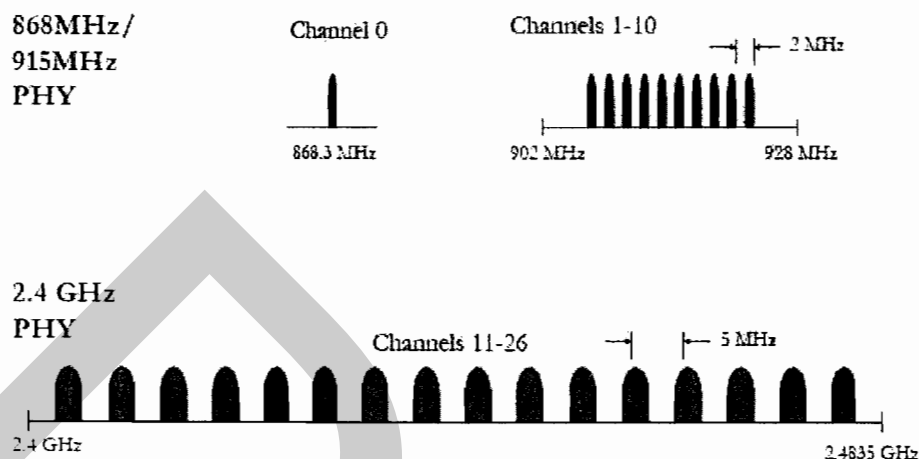 868MHz/
915MHz
PHY
Channel 0
868.3 MHz
Channels 1-10
2 MHz
902 MHz
928 MHz
2.4 GHz
PHY
Channels 11-26
5 MHz
2.4 GHz
2.4835 GHz